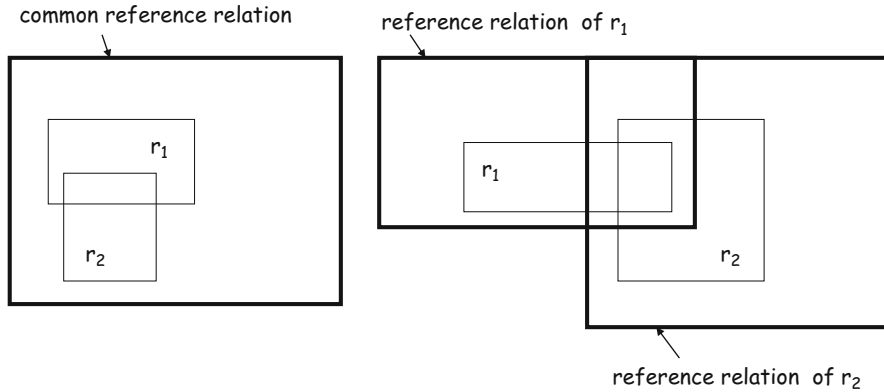 common reference relation
r₁
r₂
reference relation of r₁
r₁
r₂
reference relation of r₂